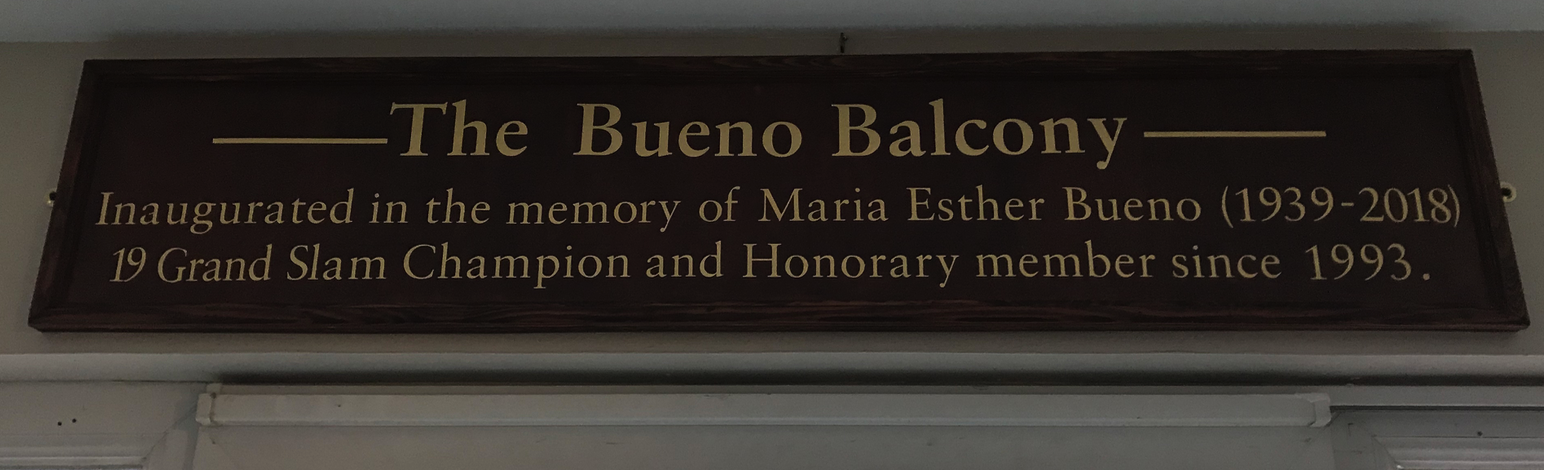 The Bueno Balcony
Inaugurated in the memory of Maria Esther Bueno (1939-2018)
19 Grand Slam Champion and Honorary member since 1993.